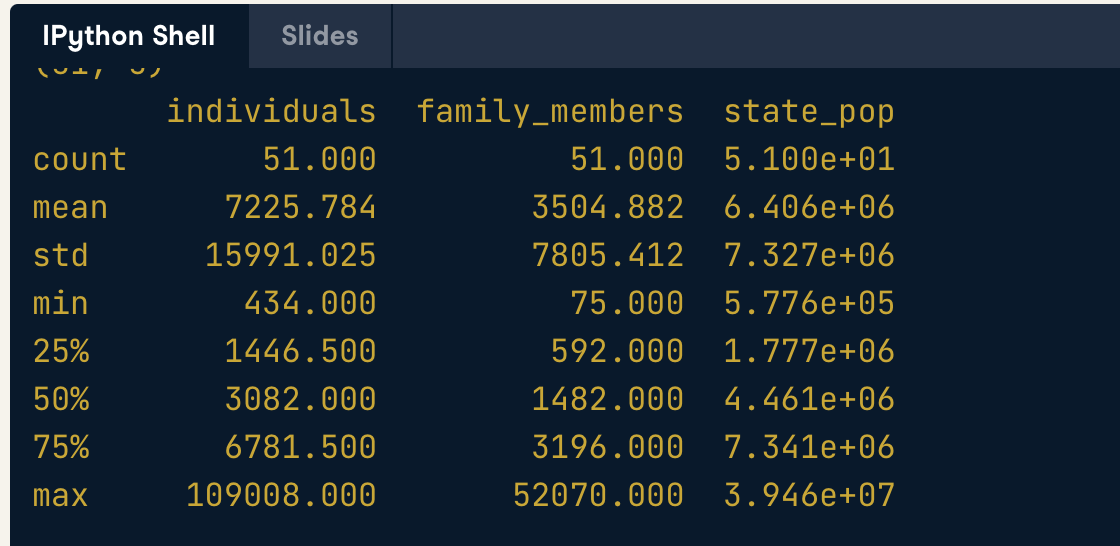 IPython Shell Slides
individuals family_members state_pop
count 51.000 51.000 5.100e+01
mean 7225.784 3504.882 6.406e+06
std 15991.025 7805.412 7.327e+06
min 434.000 75.000 5.776e+05
25% 1446.500 592.000 1.777e+06
50% 3082.000 1482.000 4.461e+06
75% 6781.500 3196.000 7.341e+06
max 109008.000 52070.000 3.946e+07